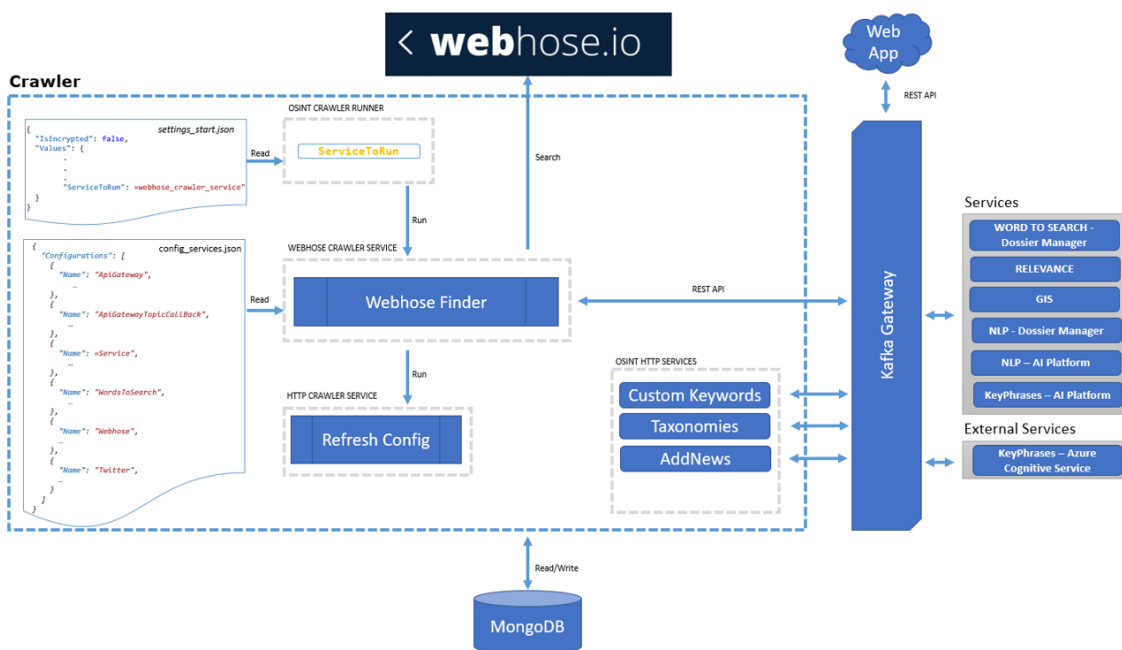 < webhose.io
Web
App
Crawler
REST API
OSINT CRAWLER RUNNER
settings_start.json
{
"IsEncrypted": false,
"Values": {
.
.
.
"ServiceToRun": «webhose_crawler_service"
}
}
Read
ServiceToRun
Search
Run
Services
WORD TO SEARCH -
Dossier Manager
RELEVANCE
GIS
NLP - Dossier Manager
NLP – AI Platform
KeyPhrases – AI Platform
config_services.json
{
"Configurations": [
{
"Name": "ApiGateway",
…
},
{
"Name": "ApiGatewayTopicCallBack",
…
},
{
"Name": «Service",
…
},
{
"Name": "WordsToSearch",
…
},
{
"Name": "Webhose",
…
},
{
"Name": "Twitter",
…
}
]
}
WEBHOSE CRAWLER SERVICE
Read
Webhose Finder
REST API
Kafka Gateway
Run
OSINT HTTP SERVICES
Custom Keywords
Taxonomies
AddNews
HTTP CRAWLER SERVICE
Refresh Config
External Services
KeyPhrases – Azure
Cognitive Service
Read/Write
MongoDB